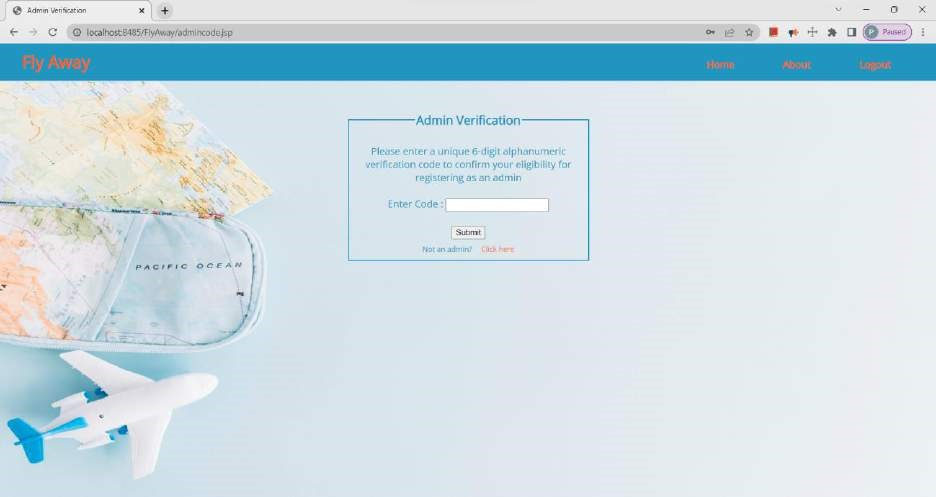 Admin Verification
localhost:8485/FlyAway/admincode.jsp
P Paused
Fly Away
Home About Logout
Admin Verification
Please enter a unique 6-digit alphanumeric
verification code to confirm your eligibility for
registering as an admin
Enter Code :
Submit
Not an admin? Click here
PACIFIC OCEAN